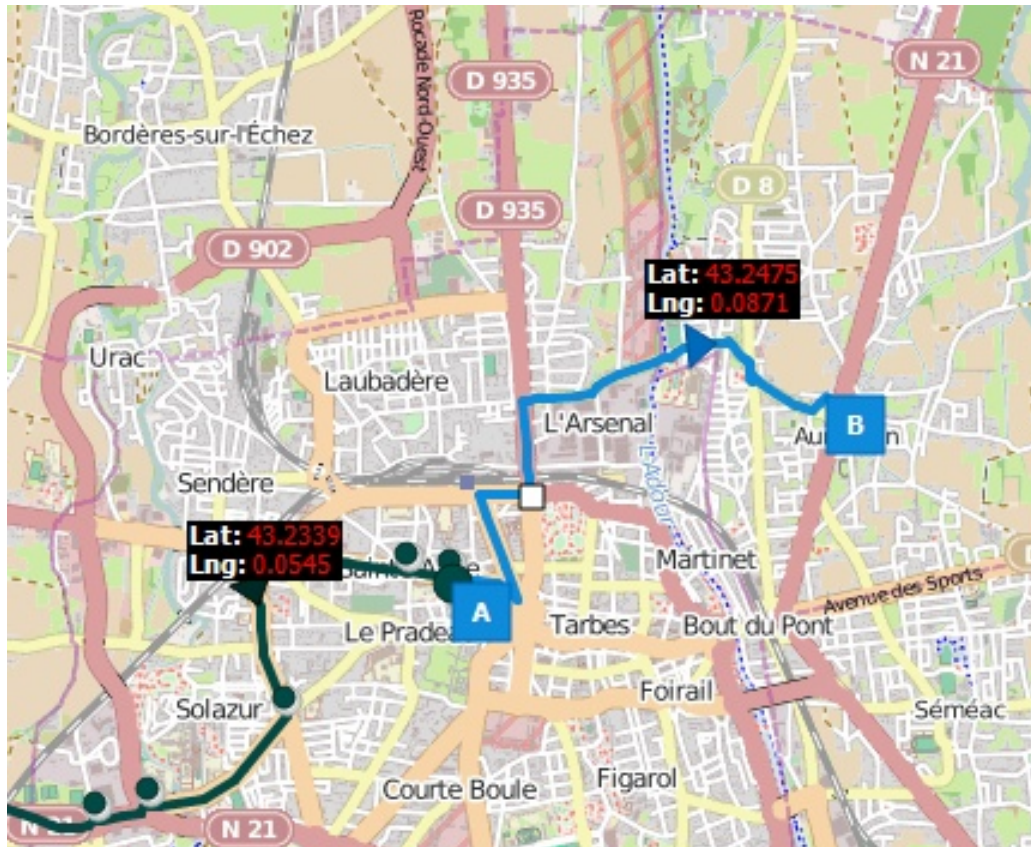 Rocade Nord-Ouest
N 21
D 935
Bordères-sur-l'Échez
D 8
D 935
D 902
Lat: 43.2475
Lng: 0.0871
Urac
Laubadère
L'Arsenal
B
Sendère
L'Adour
Lat: 43.2339
Lng: 0.0545
Martinet
Avenue des Sports
A
Le Prade
Tarbes
Bout du Pont
Foirail
Solazur
Séméac
Figarol
Courte Boule
N 21
N 21